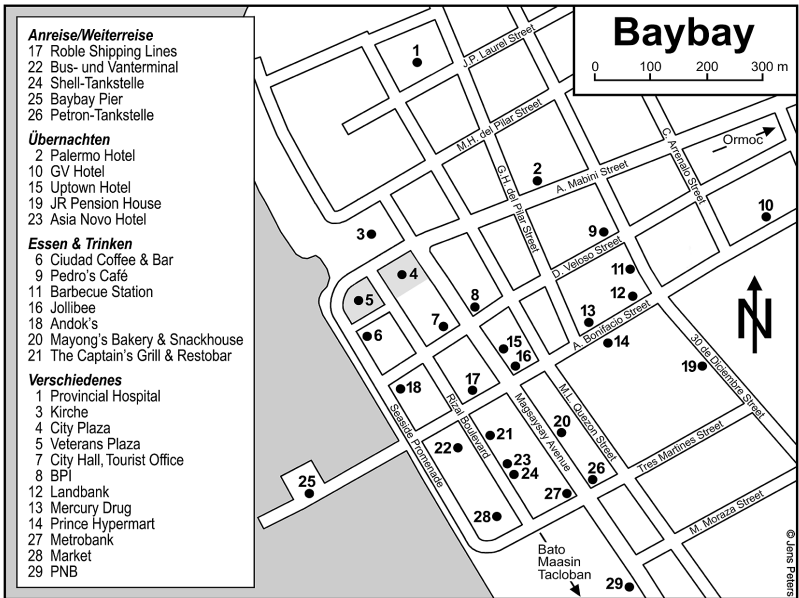 Anreise/Weiterreise
17 Roble Shipping Lines
22 Bus- und Vanterminal
24 Shell-Tankstelle
25 Baybay Pier
26 Petron-Tankstelle
Übernachten
2 Palermo Hotel
10 GV Hotel
15 Uptown Hotel
19 JR Pension House
23 Asia Novo Hotel
Essen & Trinken
6 Ciudad Coffee & Bar
9 Pedro's Café
11 Barbecue Station
16 Jollibee
18 Andok's
20 Mayong's Bakery & Snackhouse
21 The Captain's Grill & Restobar
Verschiedenes
1 Provincial Hospital
3 Kirche
4 City Plaza
5 Veterans Plaza
7 City Hall, Tourist Office
8 BPI
12 Landbank
13 Mercury Drug
14 Prince Hypermart
27 Metrobank
28 Market
29 PNB
Baybay
0 100 200 300 m
1
J.P. Laurel Street
M.H. del Pilar Street
C. Arrenalo Street
Ormoc
2
A. Mabini Street
G.H. del Pilar Street
10
3
9
D. Veloso Street
4
11
5
8
12
N
7
13
6
A. Bonifacio Street
14
15
16
19
30 de Diciembre Street
18
17
M.L. Quezon Street
Seaside Promenade
Rizal Boulevard
Magsaysay Avenue
20
21
22
Tres Martines Street
23
24
26
25
27
M. Moraza Street
28
Bato
Maasin
Tacloban
29
© Jens Peters